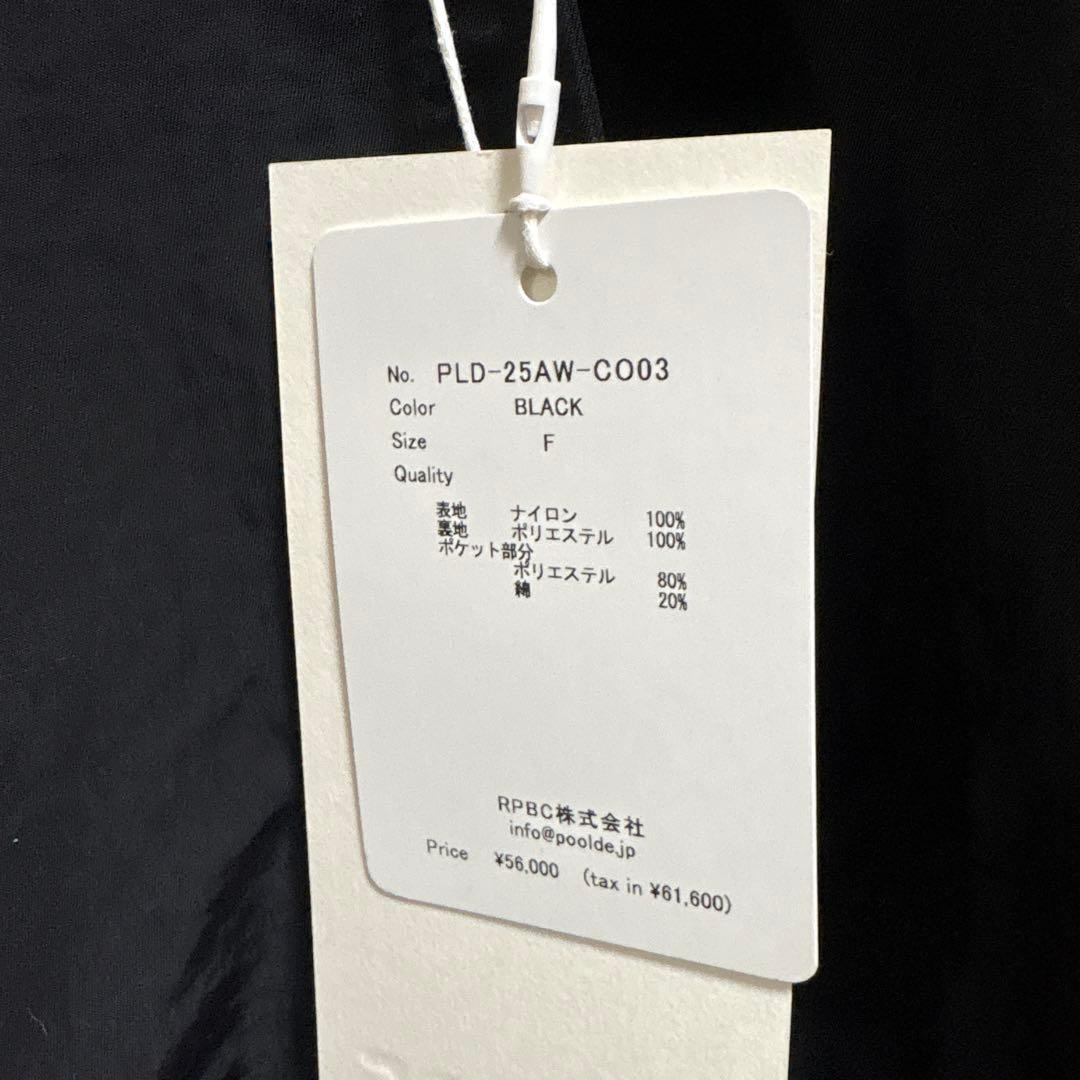 No. PLD-25AW-CO03
Color BLACK
Size F
Quality
表地 ナイロン 100%
裏地 ポリエステル 100%
ポケット部分
ポリエステル 80%
綿 20%
RPBC株式会社
info@poolde.jp
Price ¥56,000 (tax in ¥61,600)